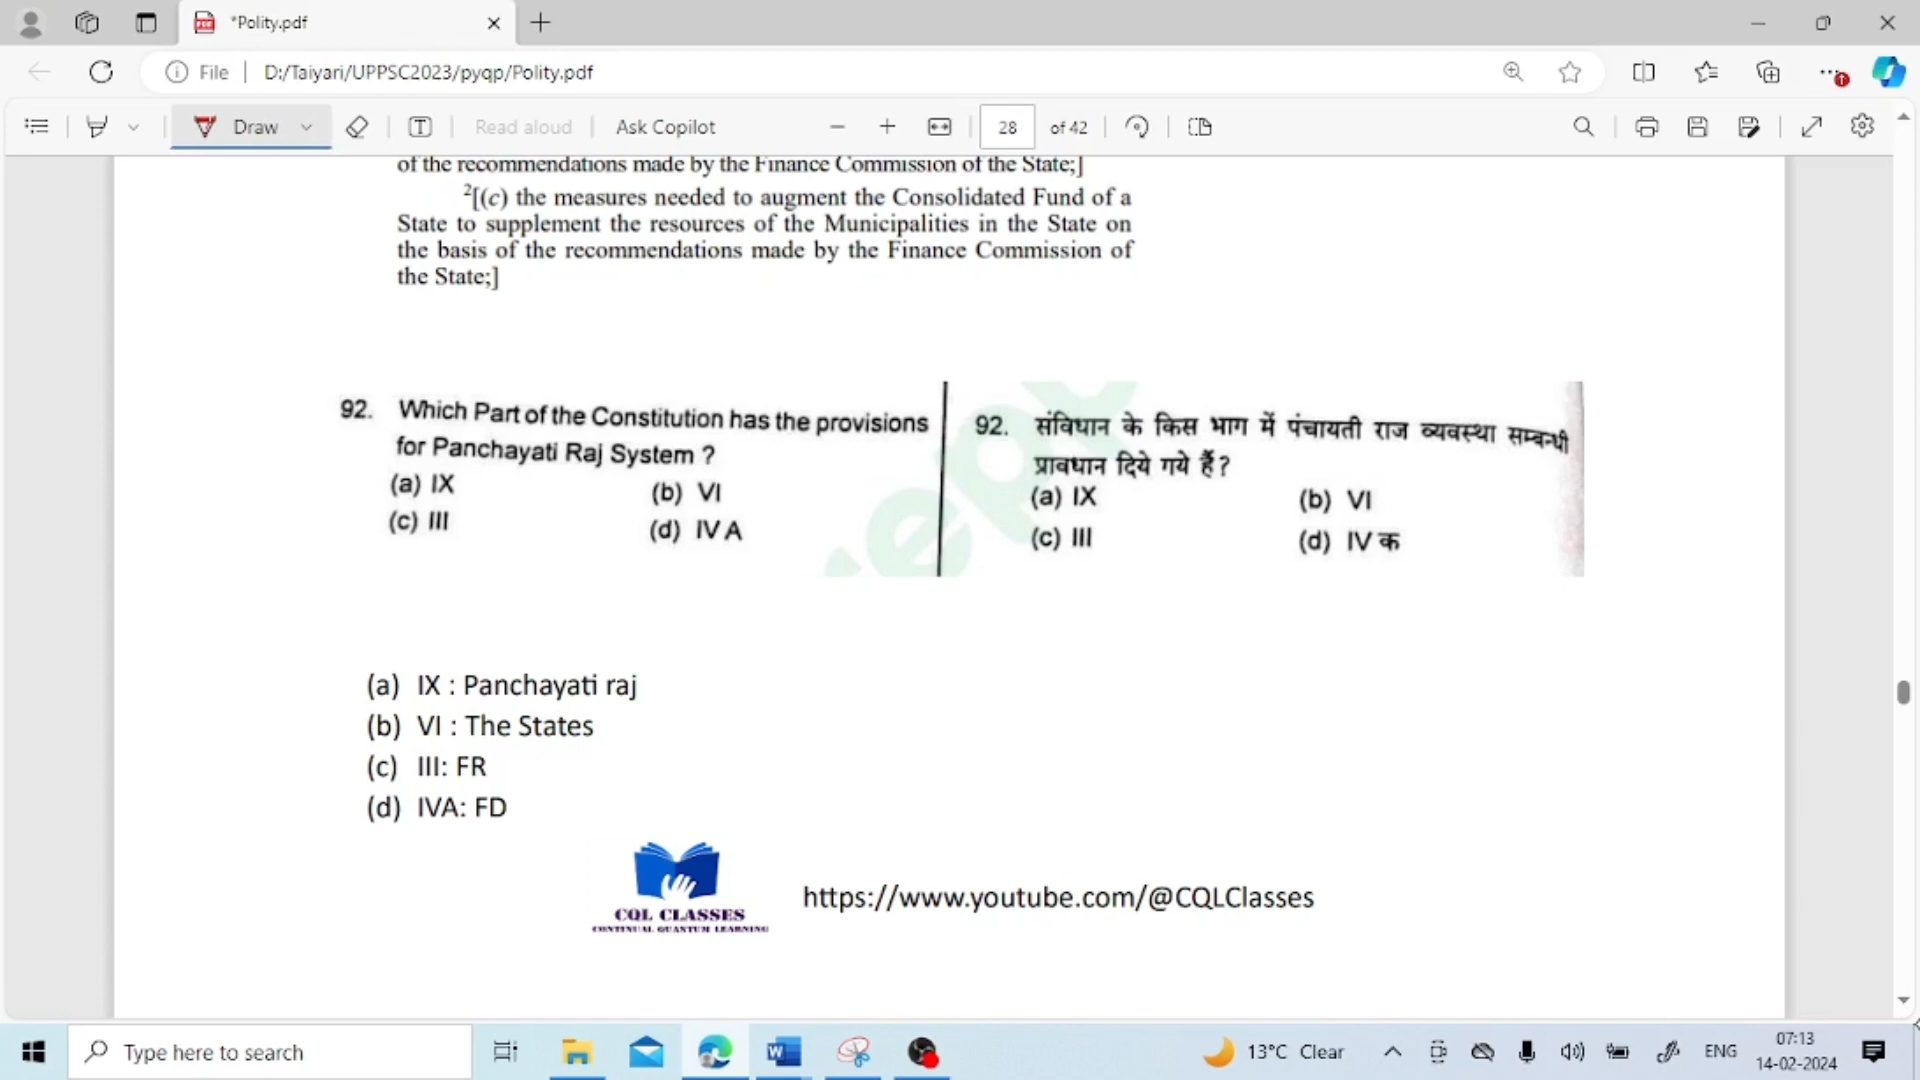 *Polity.pdf
File
D:/Taiyari/UPPSC2023/pyqp/Polity.pdf
Draw
Read aloud
Ask Copilot
28
of 42
of the recommendations made by the Finance Commission of the State;]
2[(c) the measures needed to augment the Consolidated Fund of a
State to supplement the resources of the Municipalities in the State on
the basis of the recommendations made by the Finance Commission of
the State;]
92. Which Part of the Constitution has the provisions
for Panchayati Raj System ?
(a) IX (b) VI
(c) III (d) IV A
92. संविधान के किस भाग में पंचायती राज व्यवस्था सम्बन्धी
प्रावधान दिये गये हैं?
(a) IX (b) VI
(c) III (d) IV क
(a) IX : Panchayati raj
(b) VI : The States
(c) III: FR
(d) IVA: FD
CQL CLASSES
CONTINUAL QUANTUM LEARNING
https://www.youtube.com/@CQLClasses
Type here to search
13°C Clear
ENG
07:13
14-02-2024